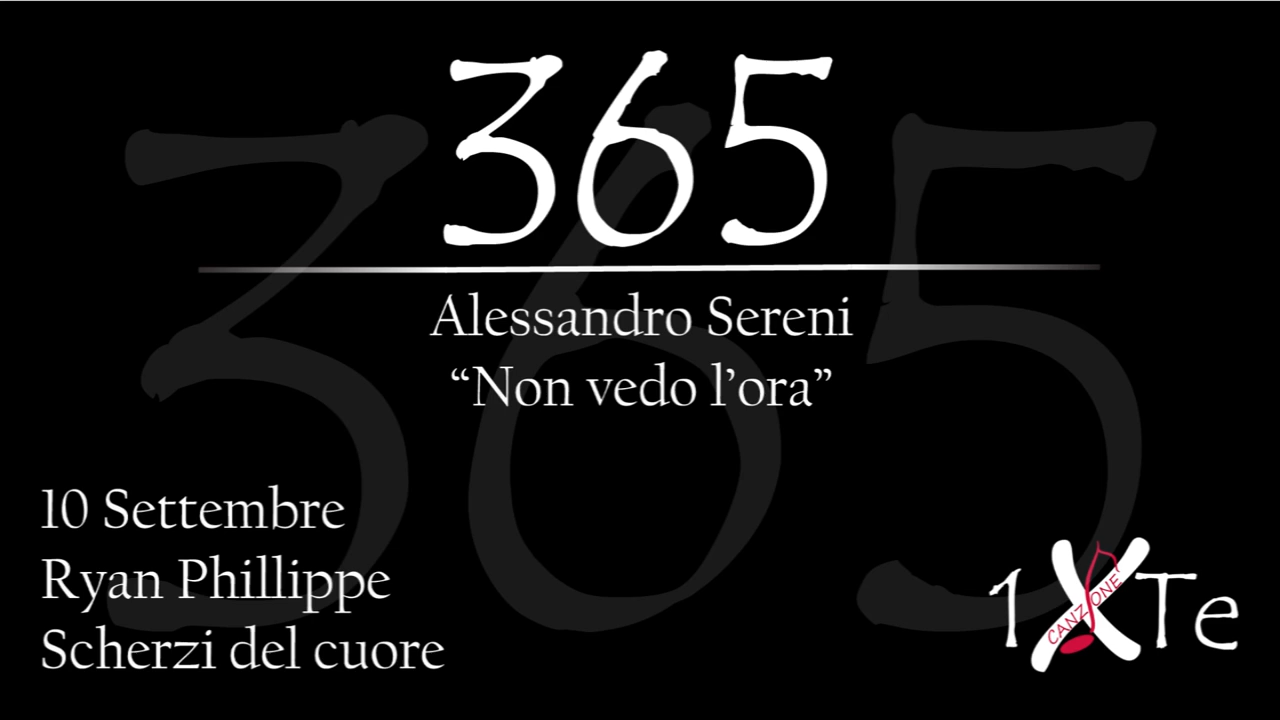 365
Alessandro Sereni
“Non vedo l’ora”
10 Settembre
Ryan Phillippe
Scherzi del cuore
1XTe
CANZONE